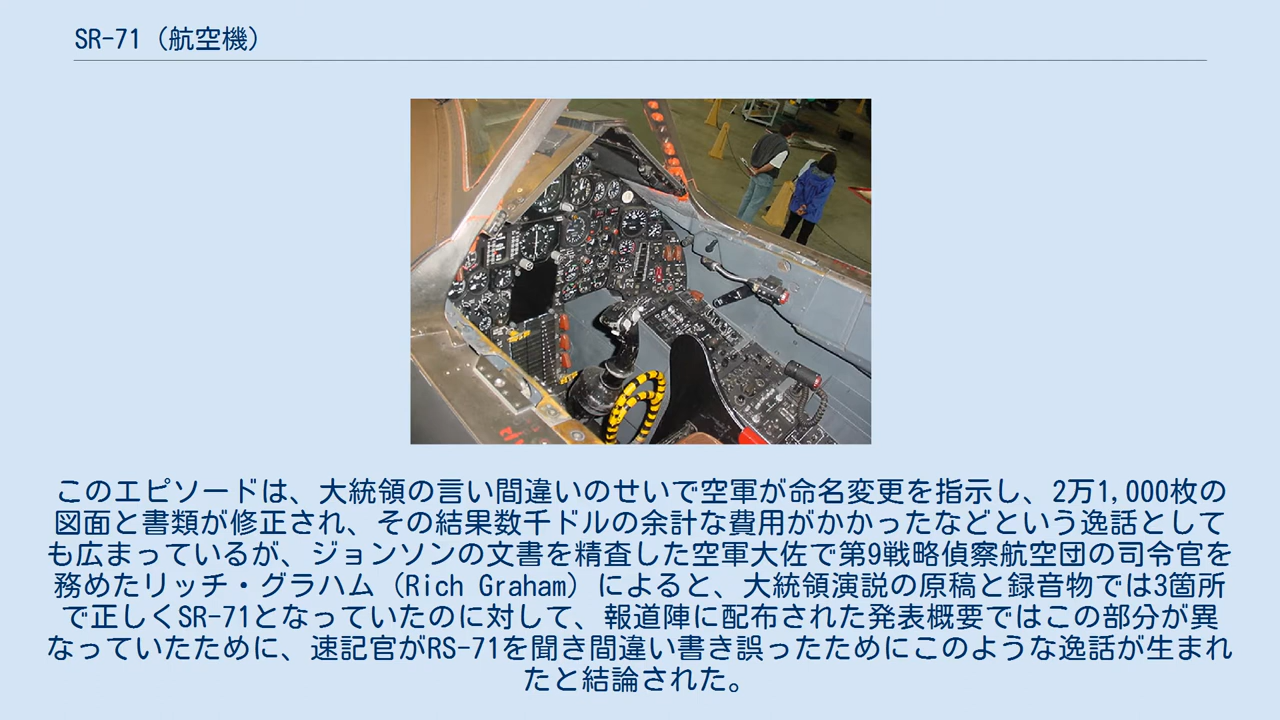 SR-71（航空機）
このエピソードは、大統領の言い間違いのせいで空軍が命名変更を指示し、2万1,000枚の
図面と書類が修正され、その結果数千ドルの余計な費用がかかったなどという逸話として
も広まっているが、ジョンソンの文書を精査した空軍大佐で第9戦略偵察航空団の司令官を
務めたリッチ・グラハム（Rich Graham）によると、大統領演説の原稿と録音物では3箇所
で正しくSR-71となっていたのに対して、報道陣に配布された発表概要ではこの部分が異
なっていたために、速記官がRS-71を聞き間違い書き誤ったためにこのような逸話が生まれ
たと結論された。